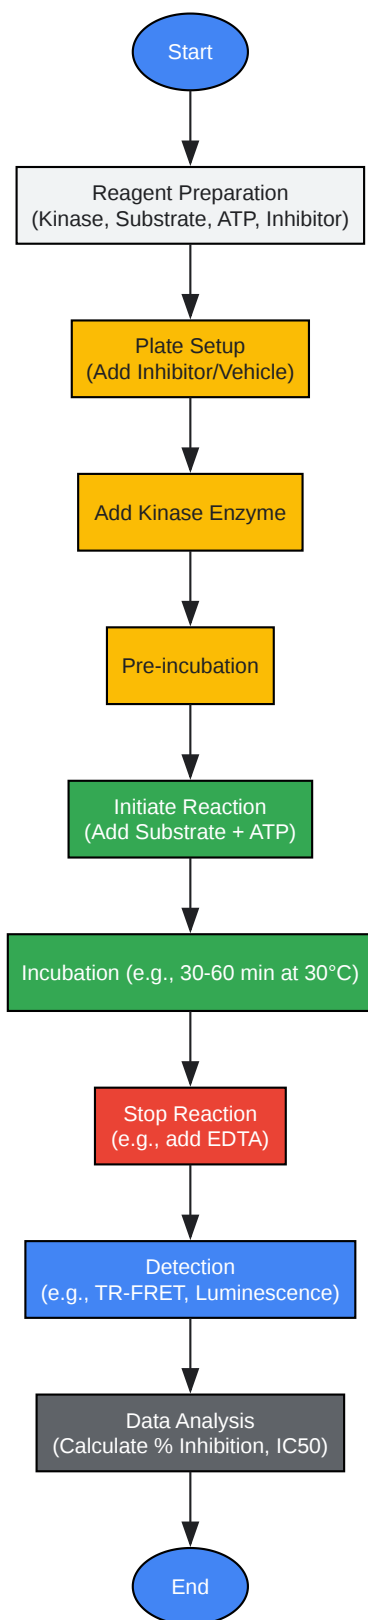 Start
Reagent Preparation
(Kinase, Substrate, ATP, Inhibitor)
Plate Setup
(Add Inhibitor/Vehicle)
Add Kinase Enzyme
Pre-incubation
Initiate Reaction
(Add Substrate + ATP)
Incubation (e.g., 30-60 min at 30°C)
Stop Reaction
(e.g., add EDTA)
Detection
(e.g., TR-FRET, Luminescence)
Data Analysis
(Calculate % Inhibition, IC50)
End